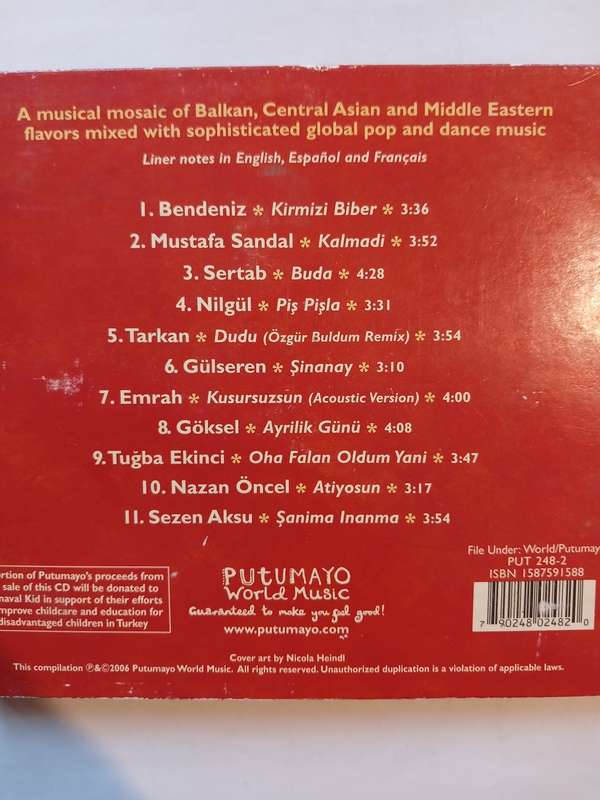 A musical mosaic of Balkan, Central Asian and Middle Eastern
flavors mixed with sophisticated global pop and dance music
Liner notes in English, Español and Français
1. Bendeniz * Kirmizi Biber * 3:36
2. Mustafa Sandal * Kalmadi * 3:52
3. Sertab * Buda * 4:28
4. Nilgül * Piş Pişla * 3:31
5. Tarkan * Dudu (Özgür Buldum Remix) * 3:54
6. Gülseren * Şinanay * 3:10
7. Emrah * Kusursuzsun (Acoustic Version) * 4:00
8. Göksel * Ayrilik Günü * 4:08
9. Tuğba Ekinci * Oha Falan Oldum Yani * 3:47
10. Nazan Öncel * Atiyosun * 3:17
11. Sezen Aksu * Şanima Inanma * 3:54
ortion of Putumayo's proceeds from
sale of this CD will be donated to
naval Kid in support of their efforts
mprove childcare and education for
disadvantaged children in Turkey
PUTUMAYO
World Music
Guaranteed to make you feel good!
www.putumayo.com
File Under: World/Putumay
PUT 248-2
ISBN 1587591588
7 90248 02482 0
Cover art by Nicola Heindl
This compilation ℗&©2006 Putumayo World Music. All rights reserved. Unauthorized duplication is a violation of applicable laws.